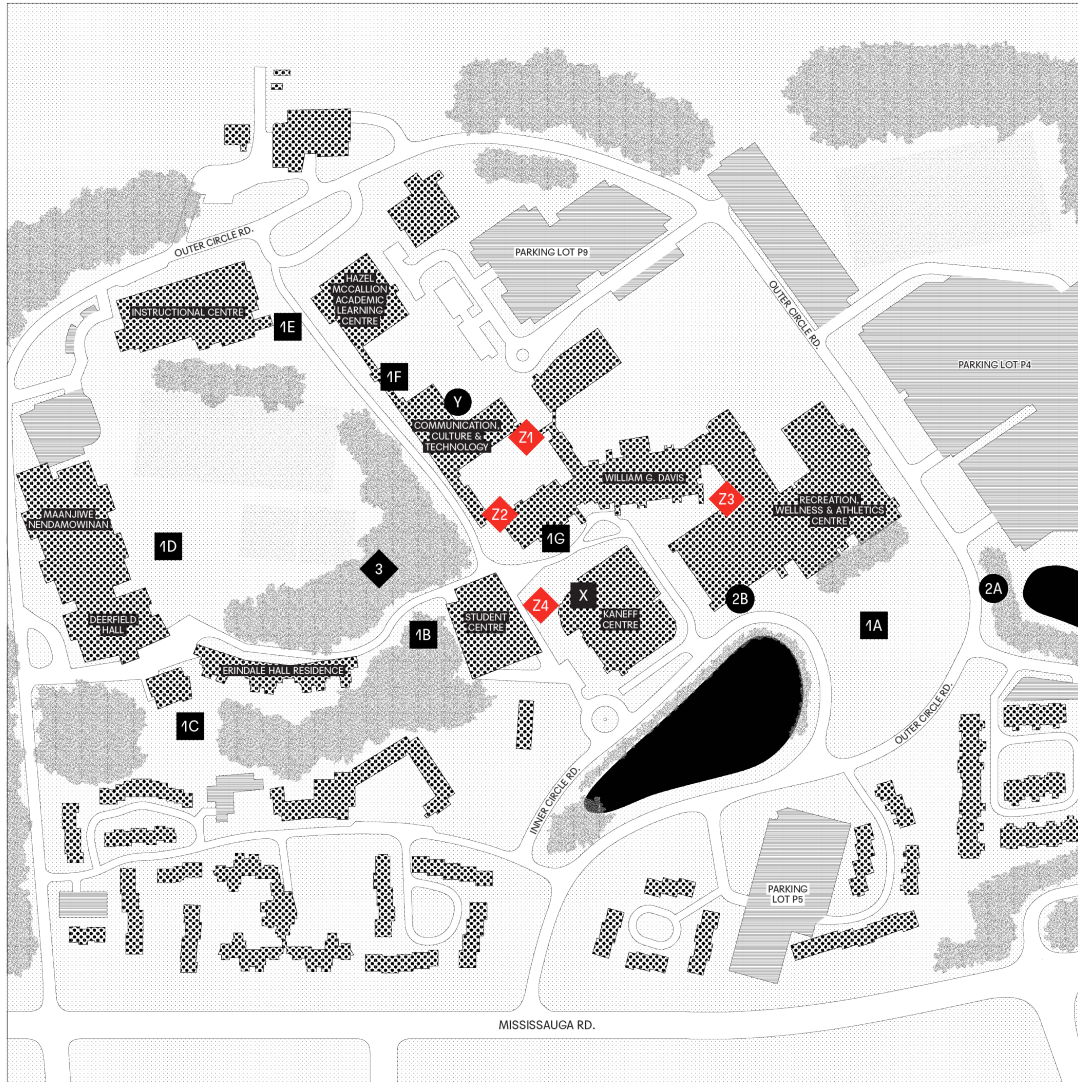 OUTER CIRCLE RD.
PARKING LOT P9
HAZEL
MCCALLION
ACADEMIC
LEARNING
CENTRE
INSTRUCTIONAL CENTRE
1E
OUTER CIRCLE RD.
PARKING LOT P4
1F
Y
COMMUNICATION,
CULTURE &
TECHNOLOGY
Z1
WILLIAM G. DAVIS
Z3
RECREATION,
WELLNESS & ATHLETICS
CENTRE
MAANJIWE
NENDAMOWINAN
Z2
1G
1D
3
2A
X
2B
Z4
KANEFF
CENTRE
STUDENT
CENTRE
DEERFIELD
HALL
1B
1A
ERINDALE HALL RESIDENCE
1C
OUTER CIRCLE RD.
INNER CIRCLE RD.
PARKING
LOT P5
MISSISSAUGA RD.